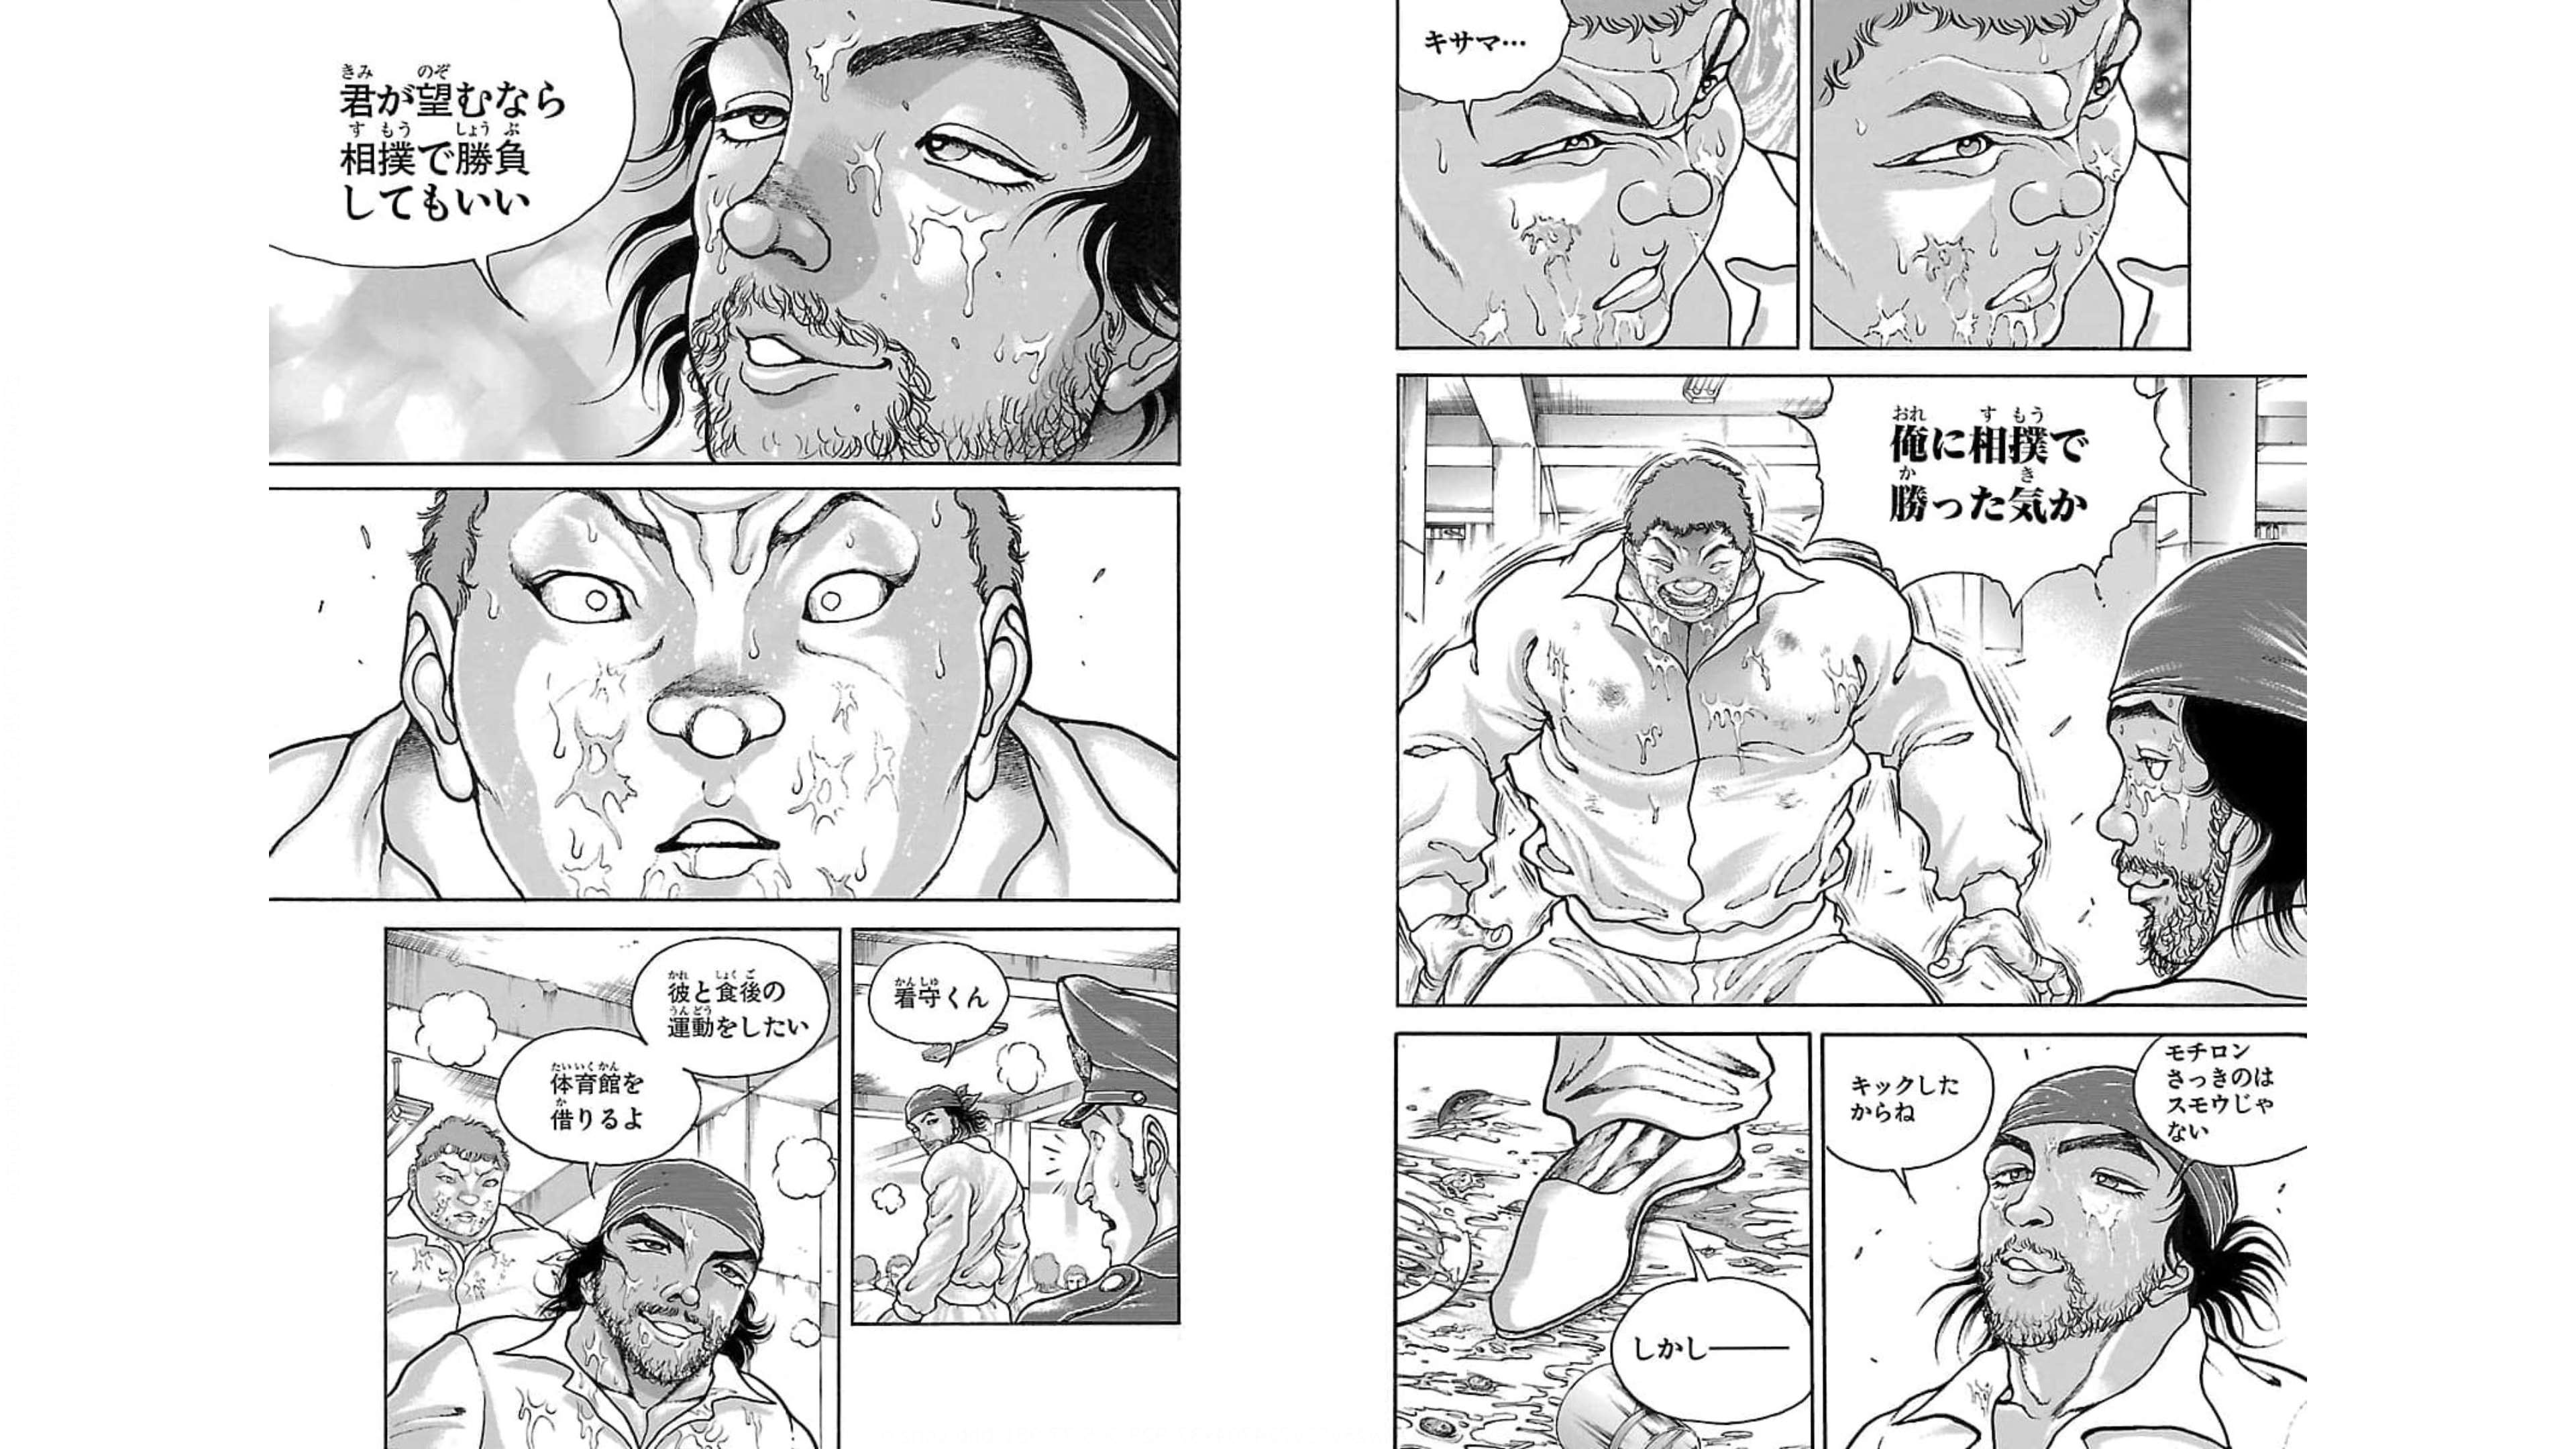 キサマ…
俺に相撲で
勝った気か
モチロン
さっきのは
スモウじゃ
ない
キックした
からね
しかし───
君が望むなら
相撲で勝負
してもいい
看守くん
彼と食後の
運動をしたい
体育館を
借りるよ